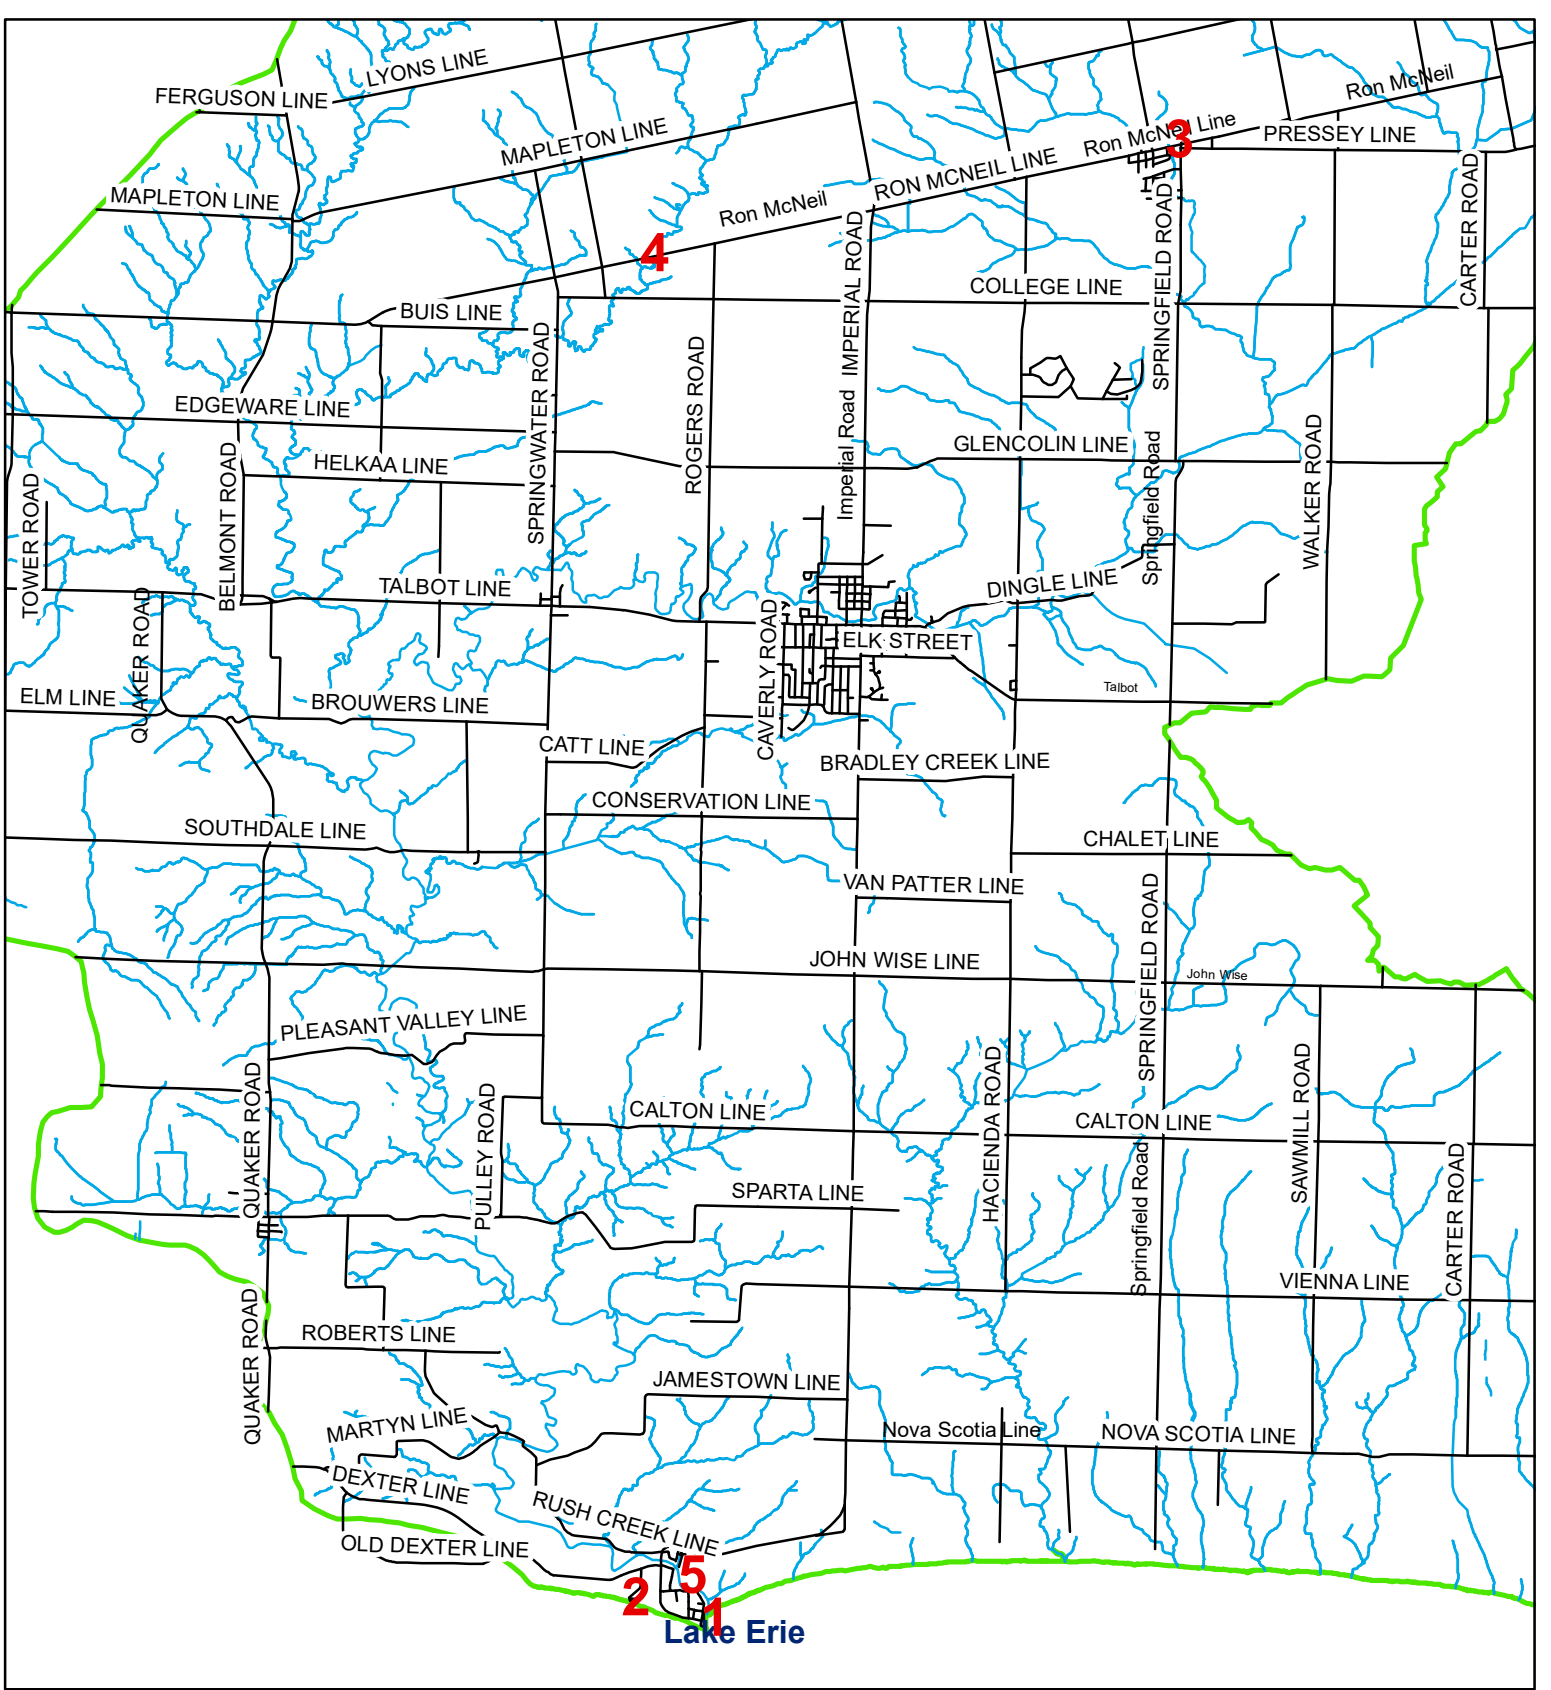 LYONS LINE
FERGUSON LINE
Ron McNeil
MAPLETON LINE
Ron McNeil Line
3
PRESSEY LINE
RON MCNEIL LINE
MAPLETON LINE
Ron McNeil
4
SPRINGFIELD ROAD
CARTER ROAD
IMPERIAL ROAD
COLLEGE LINE
BUIS LINE
SPRINGWATER ROAD
ROGERS ROAD
EDGEWARE LINE
Imperial Road
GLENCOLIN LINE
HELKAA LINE
BELMONT ROAD
Springfield Road
WALKER ROAD
TOWER ROAD
TALBOT LINE
DINGLE LINE
QUAKER ROAD
CAVERLY ROAD
ELK STREET
Talbot
ELM LINE
BROUWERS LINE
CATT LINE
BRADLEY CREEK LINE
CONSERVATION LINE
SOUTHDALE LINE
CHALET LINE
VAN PATTER LINE
SPRINGFIELD ROAD
JOHN WISE LINE
John Wise
PLEASANT VALLEY LINE
QUAKER ROAD
PULLEY ROAD
CALTON LINE
HACIENDA ROAD
CALTON LINE
SAWMILL ROAD
Springfield Road
CARTER ROAD
SPARTA LINE
VIENNA LINE
QUAKER ROAD
ROBERTS LINE
JAMESTOWN LINE
MARTYN LINE
Nova Scotia Line
NOVA SCOTIA LINE
DEXTER LINE
RUSH CREEK LINE
OLD DEXTER LINE
5
2
1
Lake Erie